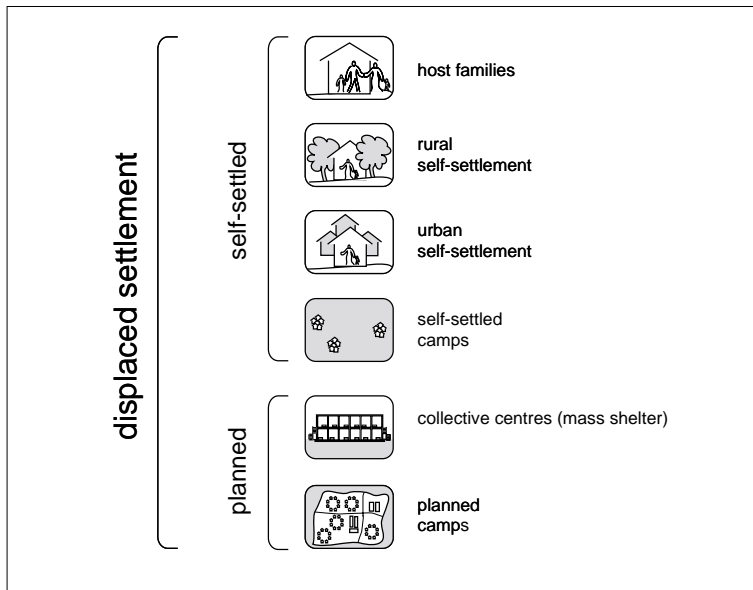 displaced settlement
self-settled
host families
rural
self-settlement
urban
self-settlement
self-settled
camps
planned
collective centres (mass shelter)
planned
camps